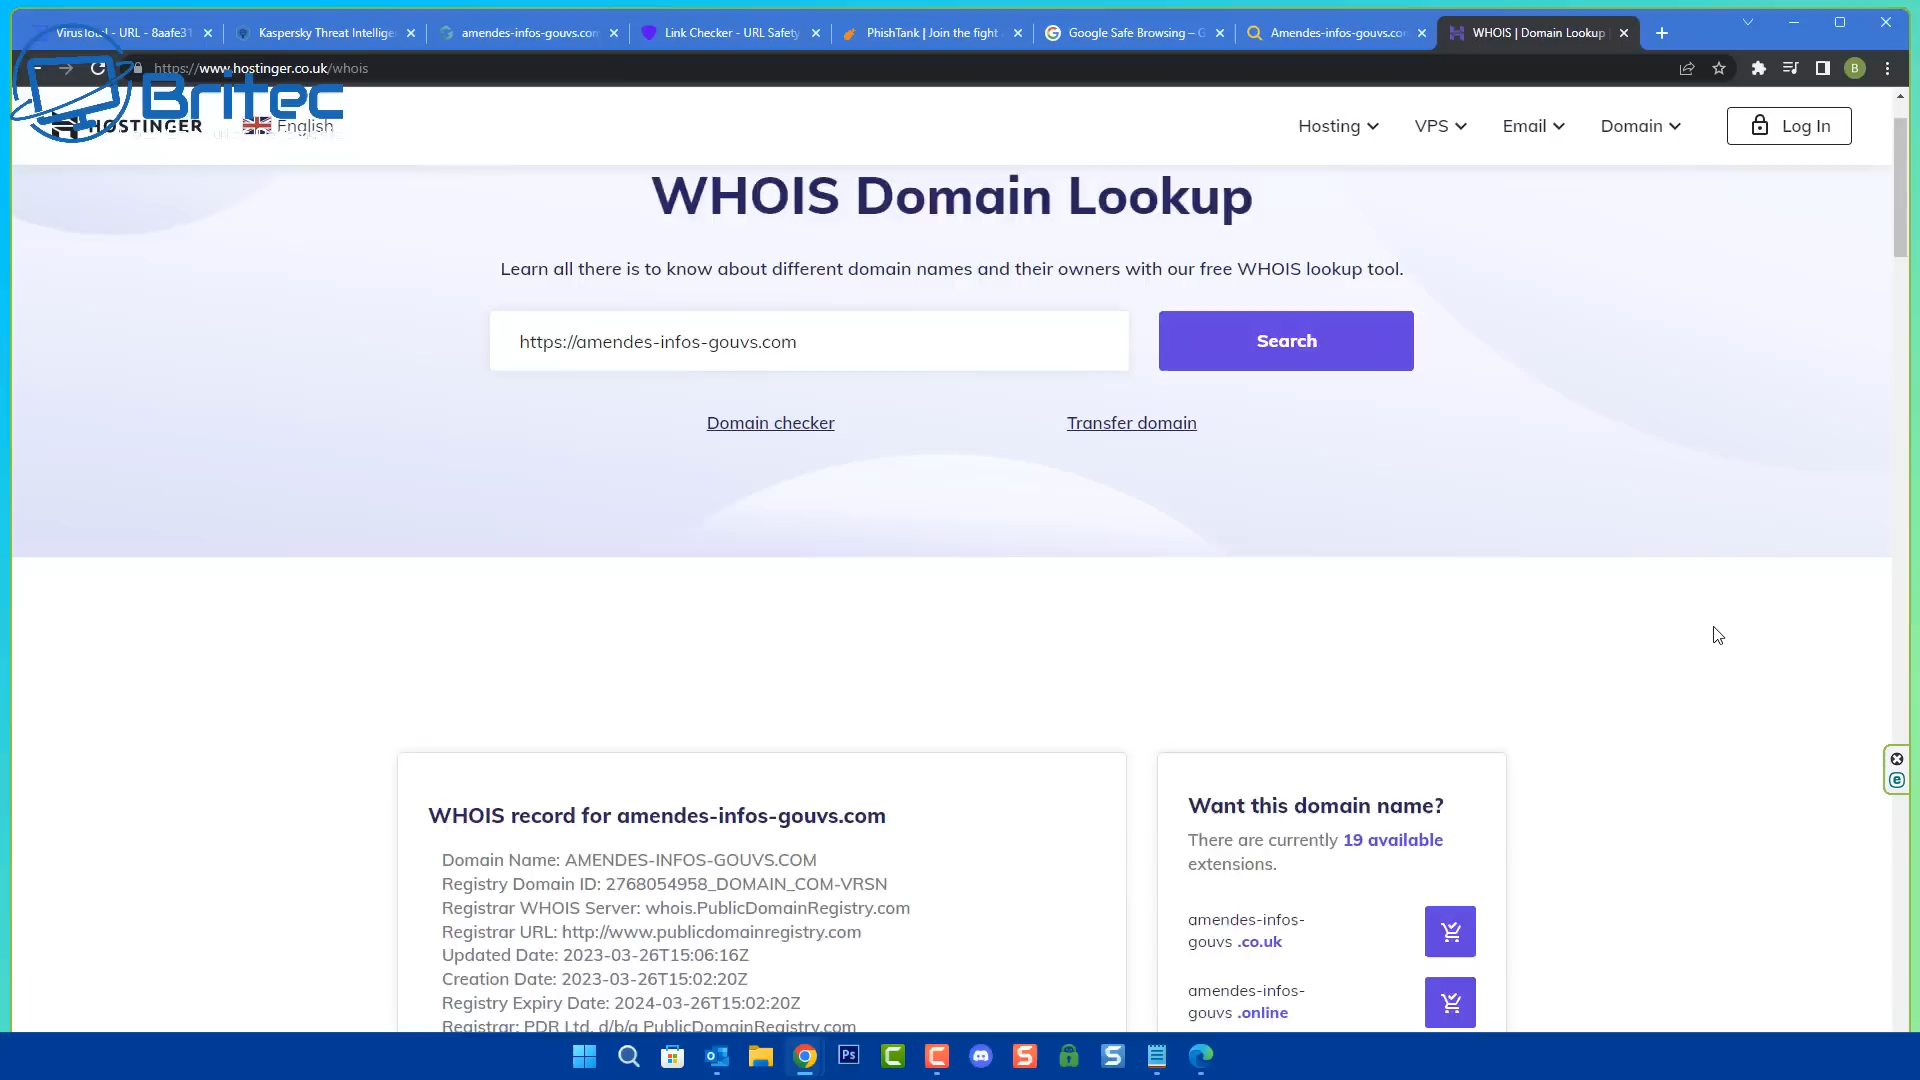 VirusTotal - URL - 8aafe31
Kaspersky Threat Intellige
amendes-infos-gouvs.com
Link Checker - URL Safety
PhishTank | Join the fight
Google Safe Browsing – G
Amendes-infos-gouvs.co
WHOIS | Domain Lookup
https://www.hostinger.co.uk/whois
B
Britec
HOSTINGER
English
Hosting
VPS
Email
Domain
Log In
WHOIS Domain Lookup
Learn all there is to know about different domain names and their owners with our free WHOIS lookup tool.
https://amendes-infos-gouvs.com
Search
Domain checker
Transfer domain
WHOIS record for amendes-infos-gouvs.com
Domain Name: AMENDES-INFOS-GOUVS.COM
Registry Domain ID: 2768054958_DOMAIN_COM-VRSN
Registrar WHOIS Server: whois.PublicDomainRegistry.com
Registrar URL: http://www.publicdomainregistry.com
Updated Date: 2023-03-26T15:06:16Z
Creation Date: 2023-03-26T15:02:20Z
Registry Expiry Date: 2024-03-26T15:02:20Z
Registrar: PDR Ltd. d/b/a PublicDomainRegistry.com
Want this domain name?
There are currently 19 available
extensions.
amendes-infos-
gouvs .co.uk
amendes-infos-
gouvs .online
Ps